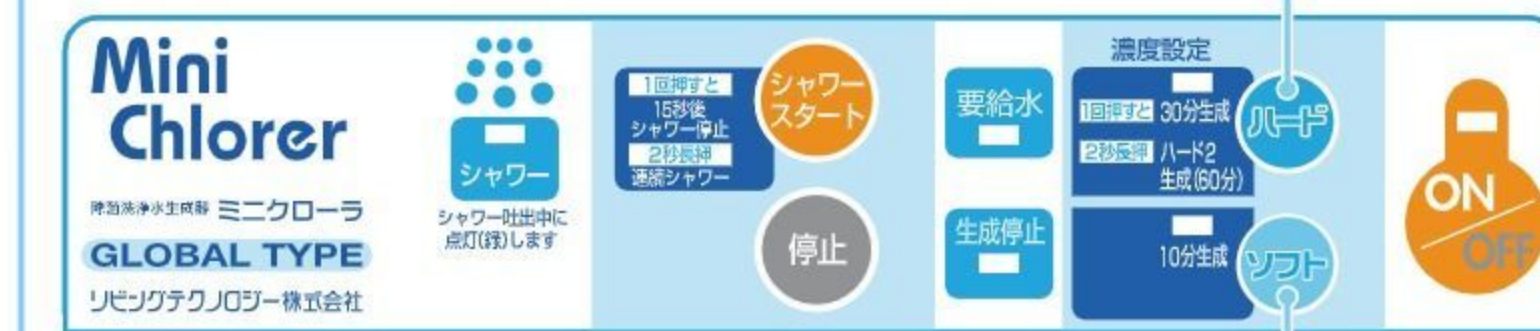 Mini
Chlorer
除菌洗浄水生成器 ミニクローラ
GLOBAL TYPE
リビングテクノロジー株式会社
シャワー
シャワー吐出中に
点灯(緑)します
1回押すと
15秒後
シャワー停止
2秒長押
連続シャワー
シャワー
スタート
停止
要給水
生成停止
濃度設定
1回押すと 30分生成
2秒長押 ハード2
生成(60分)
ハード
10分生成
ソフト
ON
OFF